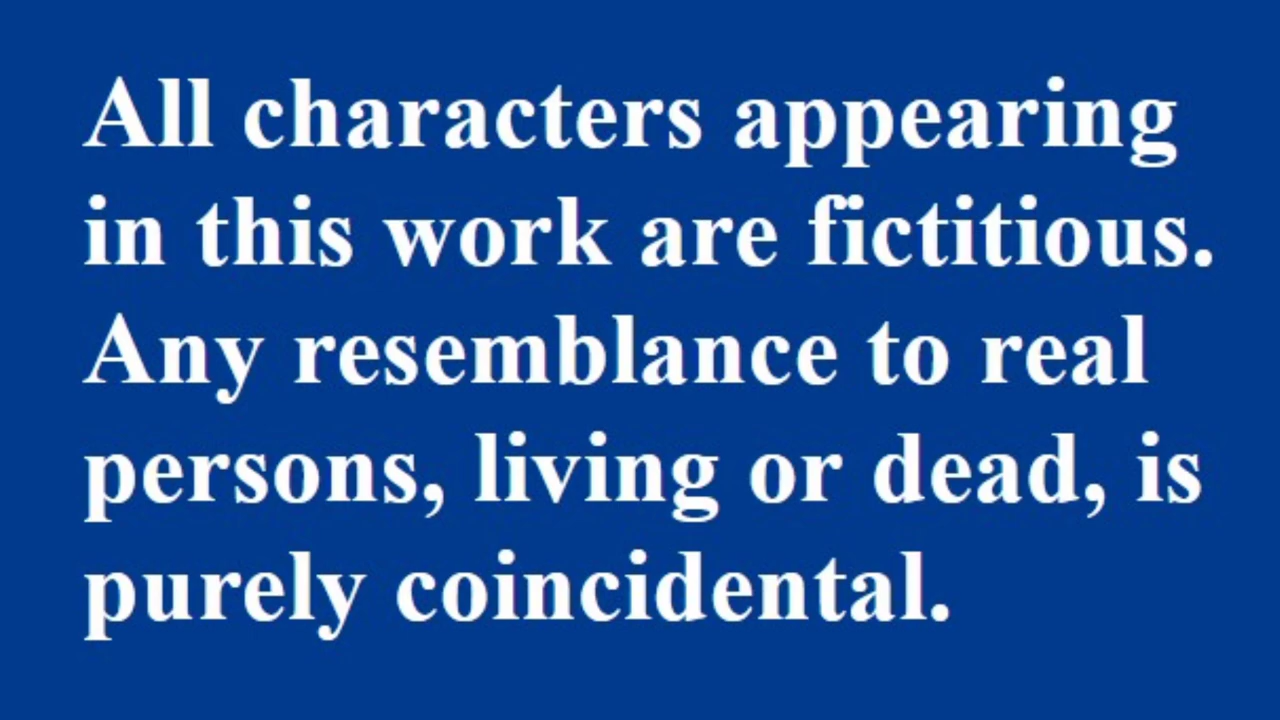 All characters appearing
in this work are fictitious.
Any resemblance to real
persons, living or dead, is
purely coincidental.